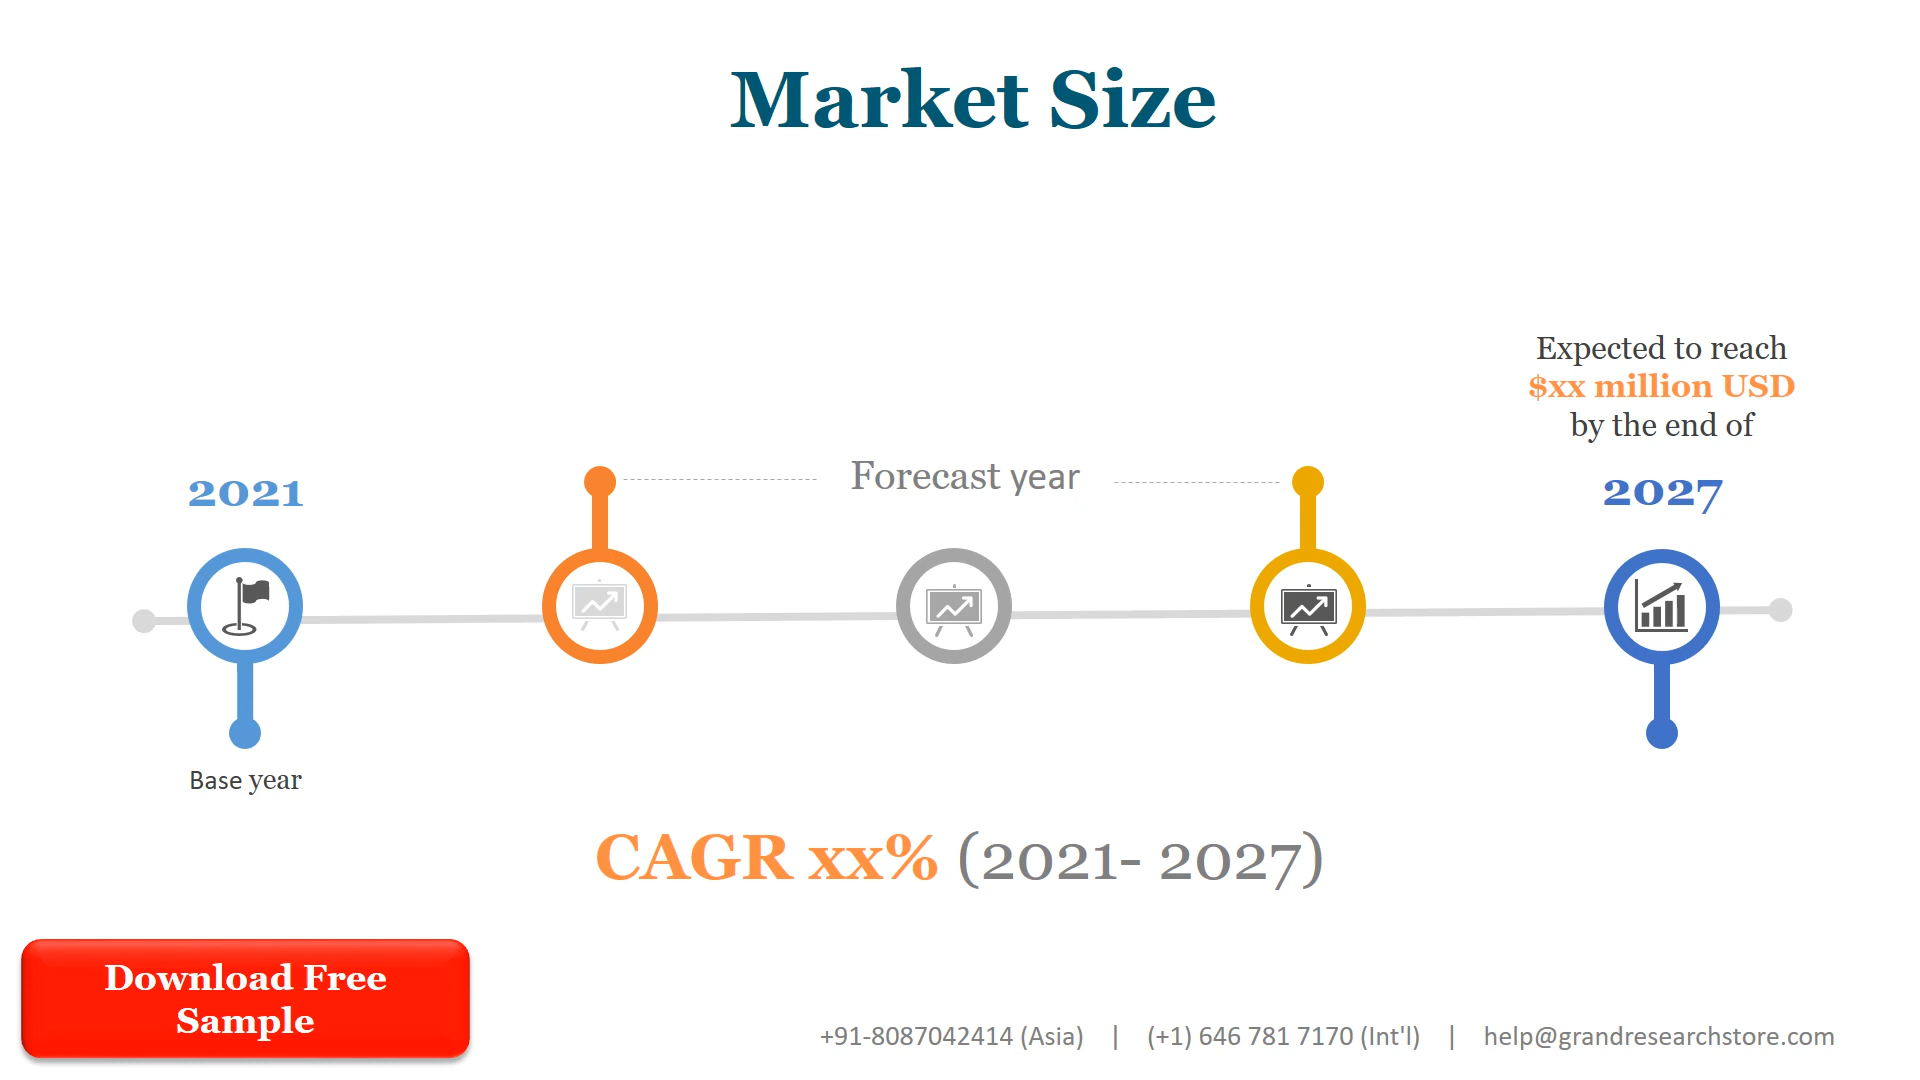 Market Size
Expected to reach
$xx million USD
by the end of
2021
Forecast year
2027
Base year
CAGR xx% (2021- 2027)
Download Free
Sample
+91-8087042414 (Asia) | (+1) 646 781 7170 (Int'l) | help@grandresearchstore.com